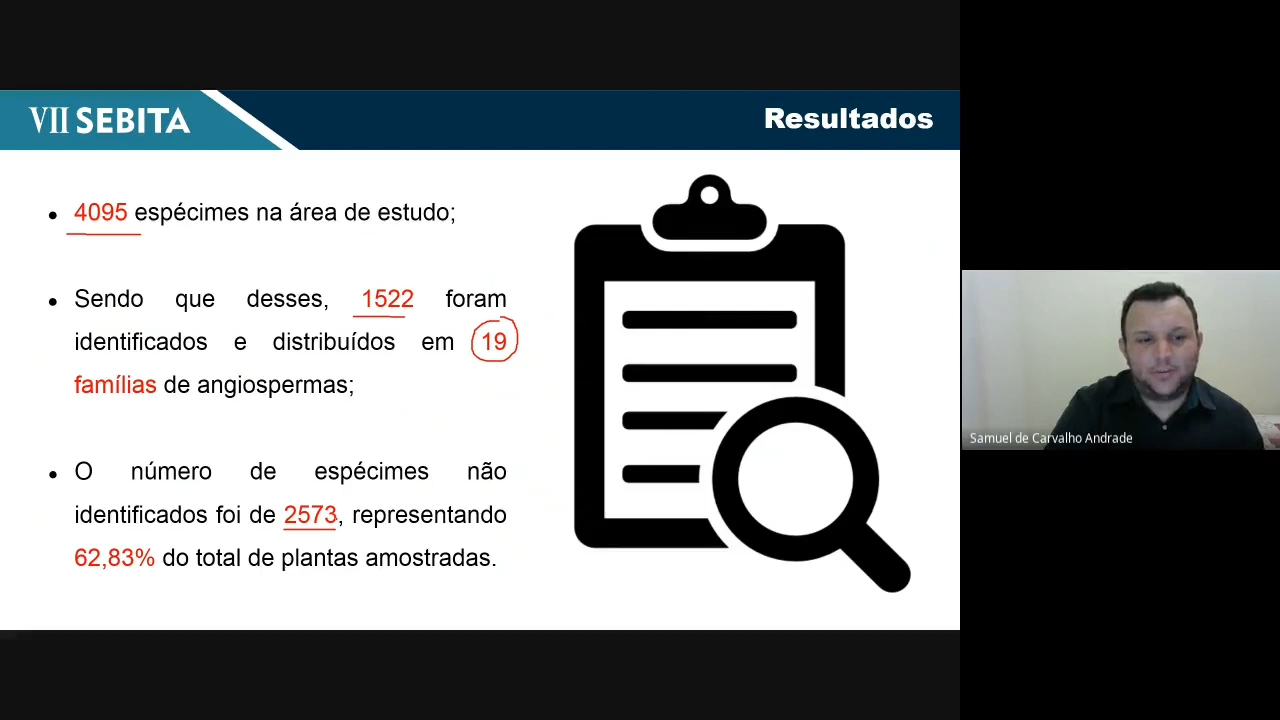 VII SEBITA
Resultados
• 4095 espécimes na área de estudo;
• Sendo que desses, 1522 foram
identificados e distribuídos em 19
famílias de angiospermas;
• O número de espécimes não
identificados foi de 2573, representando
62,83% do total de plantas amostradas.
Samuel de Carvalho Andrade